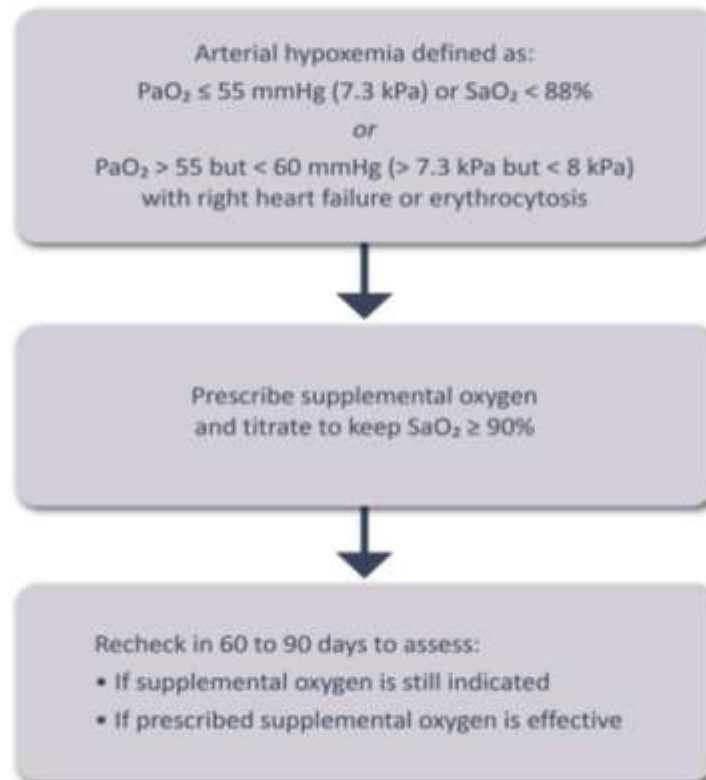 Arterial hypoxemia defined as:
PaO₂ ≤ 55 mmHg (7.3 kPa) or SaO₂ < 88%
or
PaO₂ > 55 but < 60 mmHg (> 7.3 kPa but < 8 kPa)
with right heart failure or erythrocytosis
Prescribe supplemental oxygen
and titrate to keep SaO₂ ≥ 90%
Recheck in 60 to 90 days to assess:
• If supplemental oxygen is still indicated
• If prescribed supplemental oxygen is effective